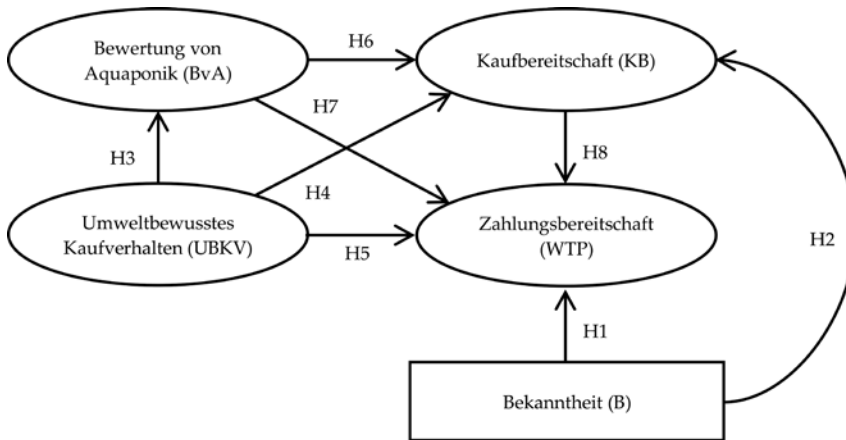 Bewertung von
Aquaponik (BvA)
H6
Kaufbereitschaft (KB)
H7
H3
H8
H4
Umweltbewusstes
Kaufverhalten (UBKV)
H5
Zahlungsbereitschaft
(WTP)
H2
H1
Bekanntheit (B)